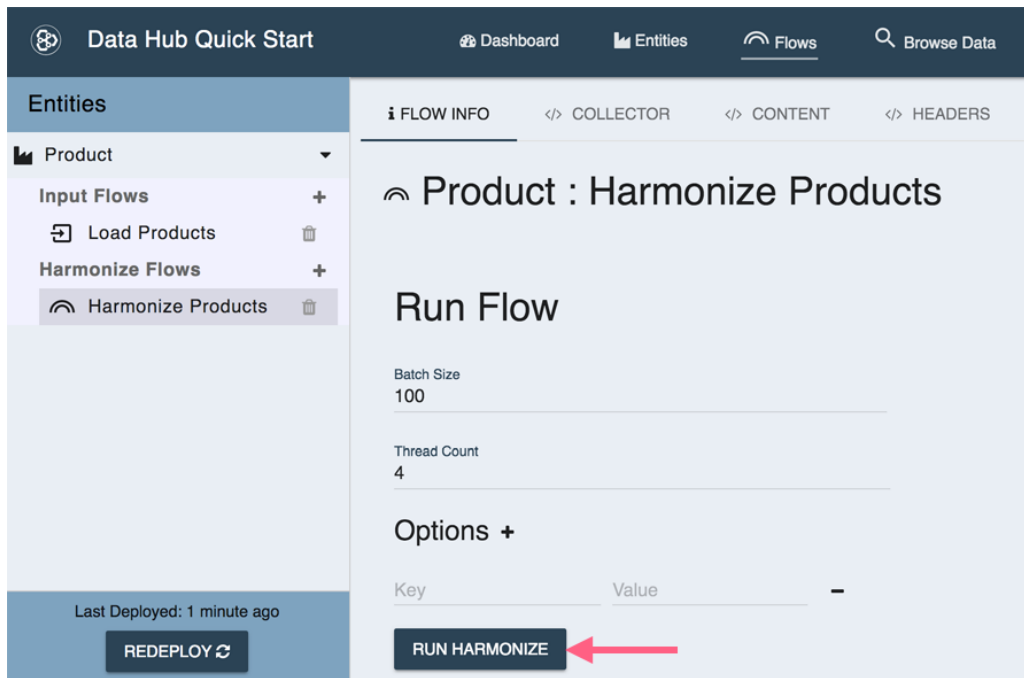 Data Hub Quick Start
Dashboard
Entities
Flows
Browse Data
Entities
Product
Input Flows
Load Products
Harmonize Flows
Harmonize Products
Last Deployed: 1 minute ago
REDEPLOY
FLOW INFO
</> COLLECTOR
</> CONTENT
</> HEADERS
Product : Harmonize Products
Run Flow
Batch Size
100
Thread Count
4
Options +
Key
Value
RUN HARMONIZE